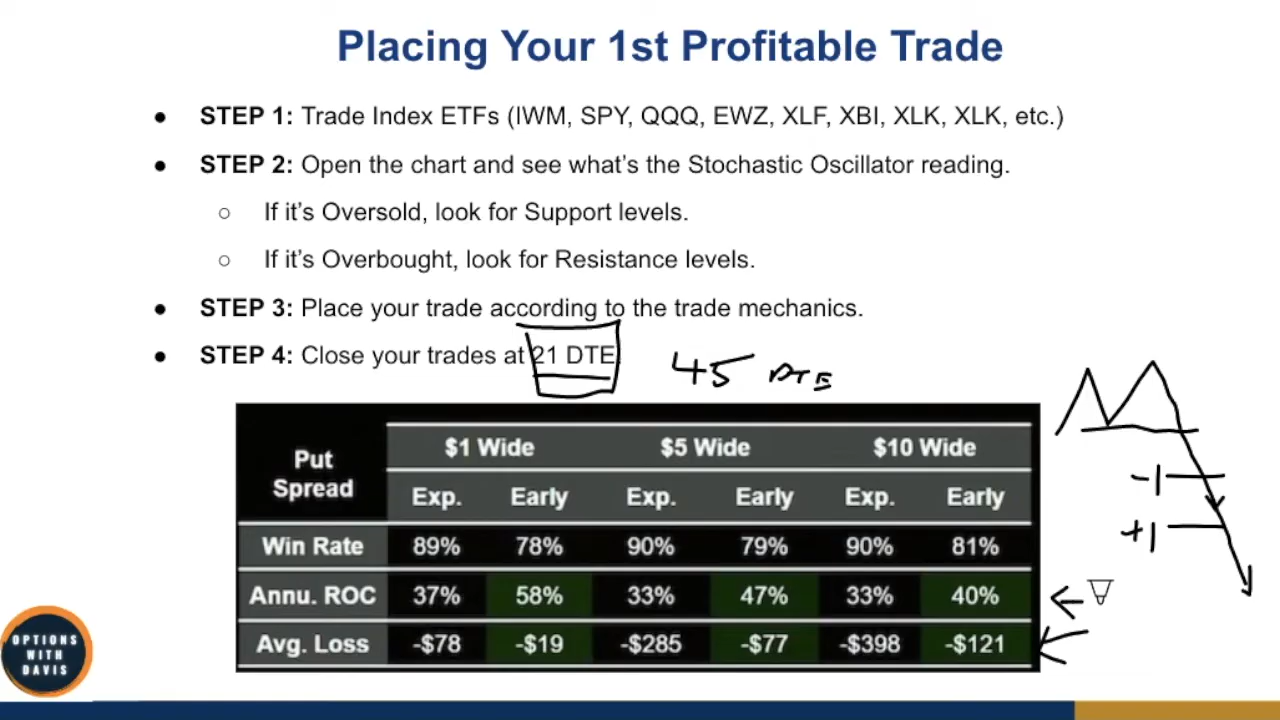 Placing Your 1st Profitable Trade
● STEP 1: Trade Index ETFs (IWM, SPY, QQQ, EWZ, XLF, XBI, XLK, XLK, etc.)
● STEP 2: Open the chart and see what's the Stochastic Oscillator reading.
○ If it's Oversold, look for Support levels.
○ If it's Overbought, look for Resistance levels.
● STEP 3: Place your trade according to the trade mechanics.
● STEP 4: Close your trades at 21 DTE.
45 DTE
Put Spread $1 Wide $5 Wide $10 Wide
Exp. Early Exp. Early Exp. Early
Win Rate 89% 78% 90% 79% 90% 81%
Annu. ROC 37% 58% 33% 47% 33% 40%
Avg. Loss -$78 -$19 -$285 -$77 -$398 -$121
-1
+1
OPTIONS
WITH
DAVIS